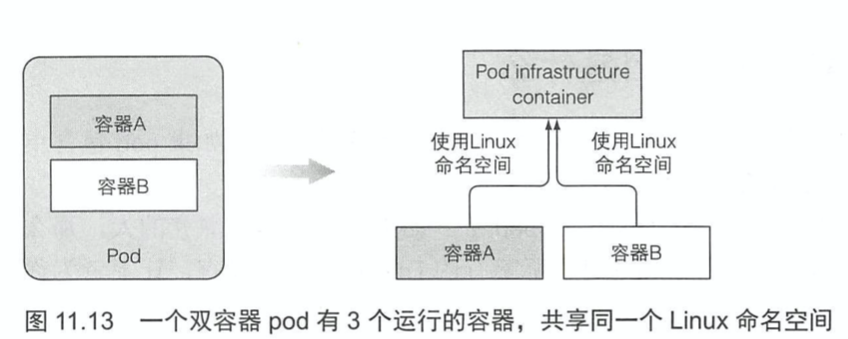 容器A
容器B
Pod
Pod infrastructure
container
使用Linux
命名空间
使用Linux
命名空间
容器A
容器B
图 11.13 一个双容器 pod 有 3 个运行的容器，共享同一个 Linux 命名空间